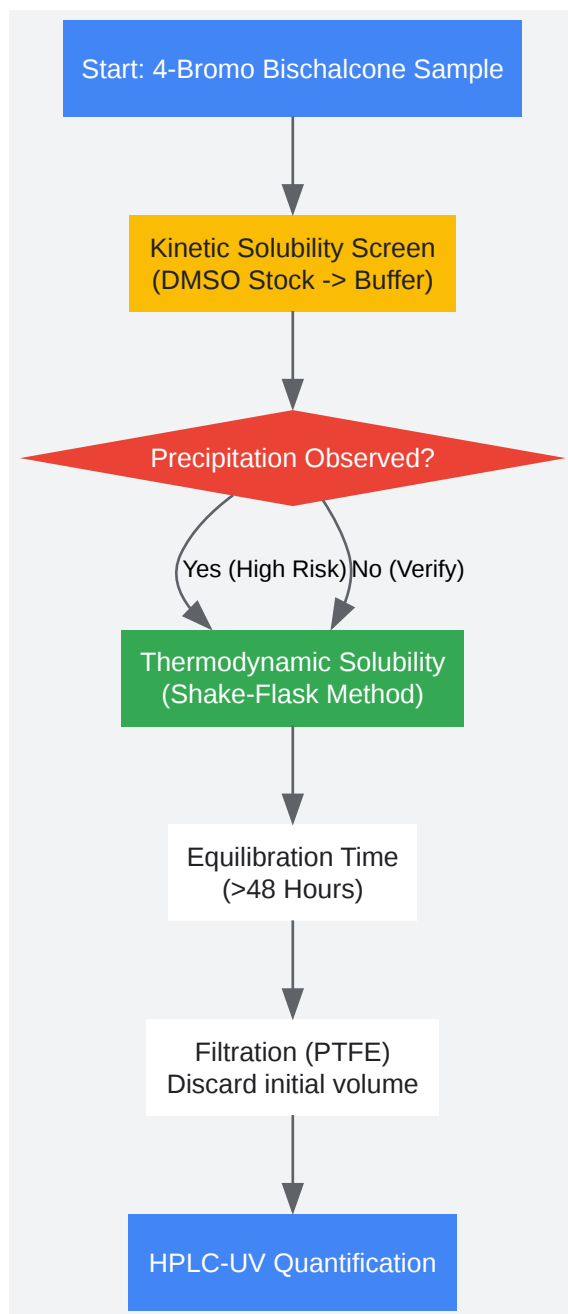 Start: 4-Bromo Bischalcone Sample
Kinetic Solubility Screen
(DMSO Stock -> Buffer)
Precipitation Observed?
Yes (High Risk)
No (Verify)
Thermodynamic Solubility
(Shake-Flask Method)
Equilibration Time
(>48 Hours)
Filtration (PTFE)
Discard initial volume
HPLC-UV Quantification